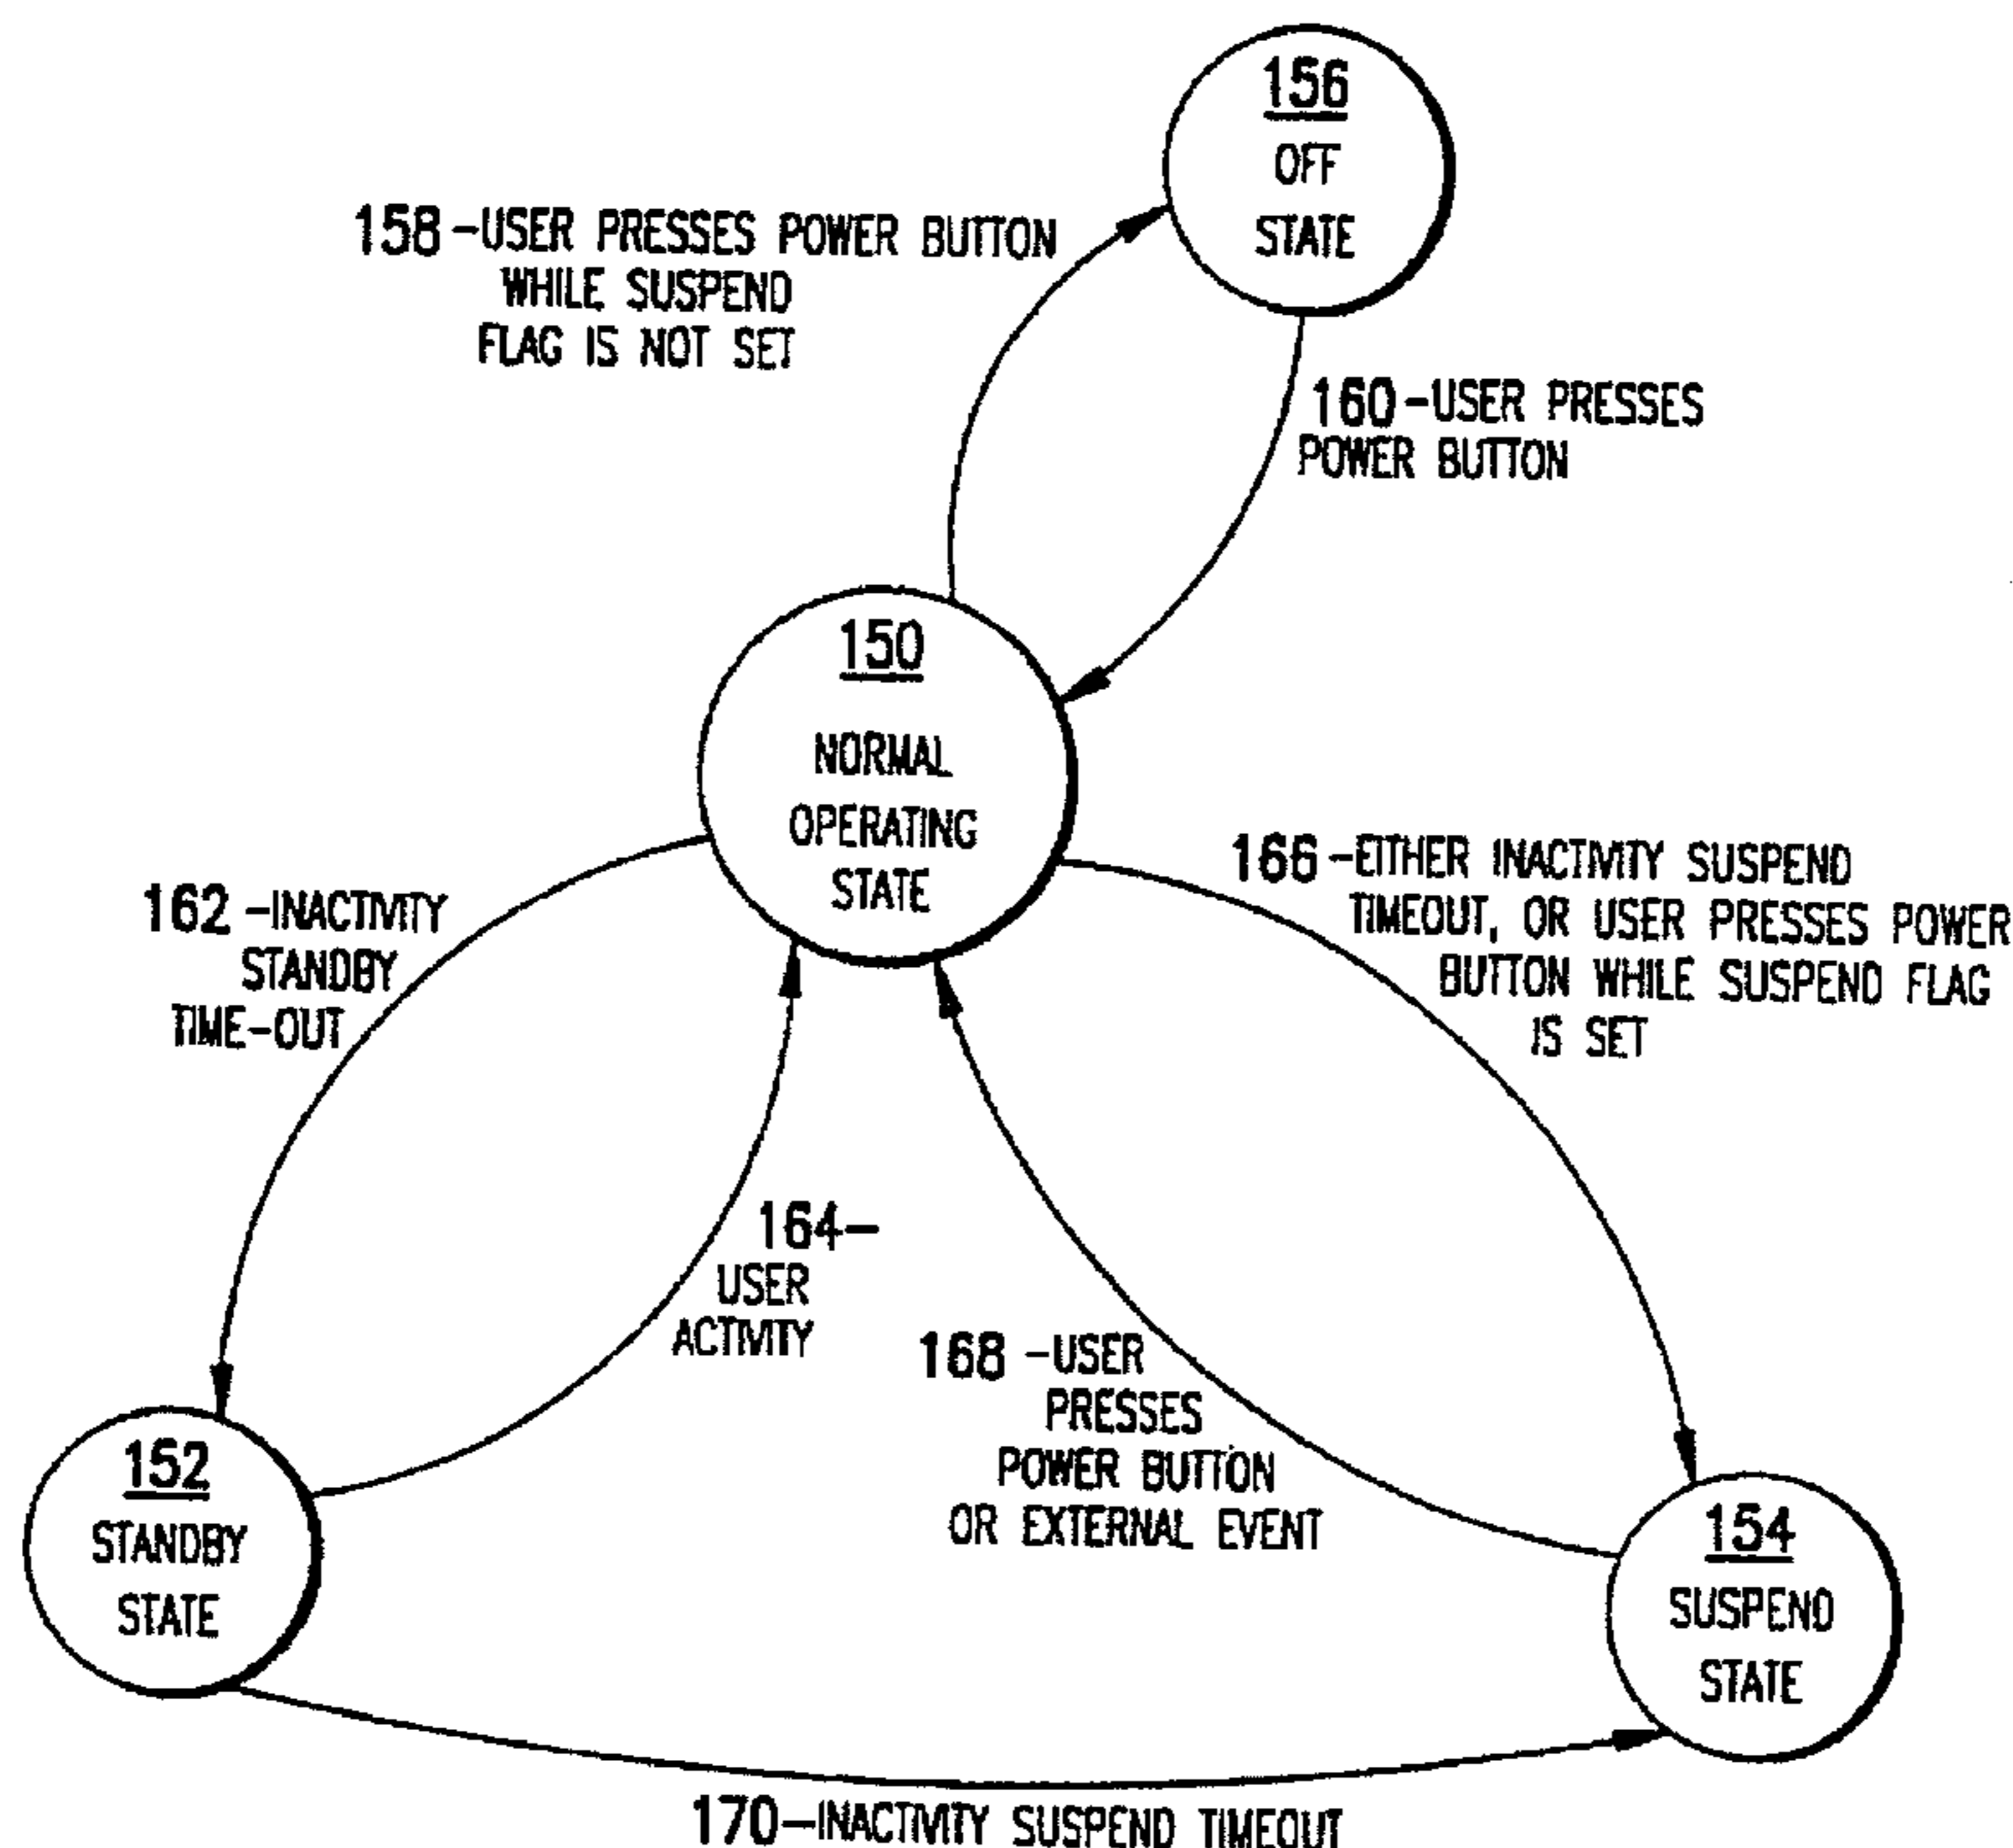 156
OFF
STATE
158-USER PRESSES POWER BUTTON
WHILE SUSPEND
FLAG IS NOT SET
160-USER PRESSES
POWER BUTTON
150
NORMAL
OPERATING
STATE
162-INACTIVITY
STANDBY
TIME-OUT
166-EITHER INACTIVITY SUSPEND
TIMEOUT, OR USER PRESSES POWER
BUTTON WHILE SUSPEND FLAG
IS SET
164-
USER
ACTIVITY
168-USER
PRESSES
POWER BUTTON
OR EXTERNAL EVENT
152
STANDBY
STATE
154
SUSPEND
STATE
170-INACTIVITY SUSPEND TIMEOUT